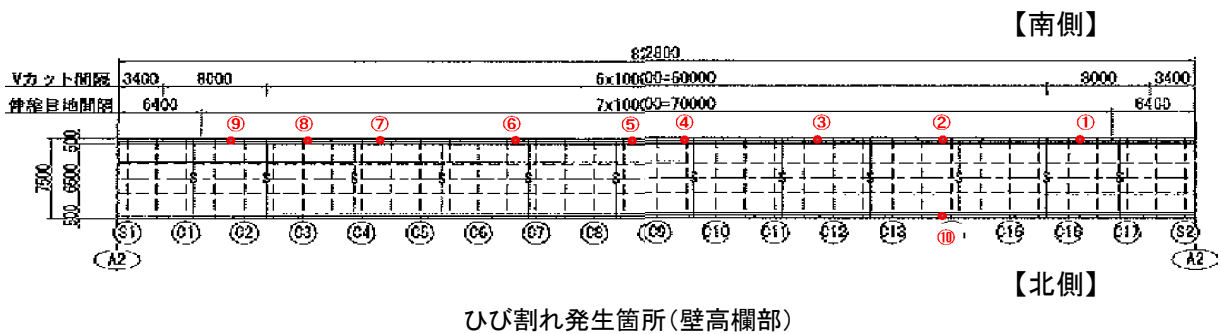 【南側】
82800
Vカット間隔 3400 8000 6x10000=60000 8000 3400
伸縮目地間隔 6400 7x10000=70000 6400
⑨ ⑧ ⑦ ⑥ ⑤ ④ ③ ② ①
500
7500 6500
500
S S S S S S S S S S S
S1 C1 C2 C3 C4 C5 C6 C7 C8 C9 C10 C11 C12 C13 ⑩ C15 C16 C17 S2
A2 A2
【北側】
ひび割れ発生箇所(壁高欄部)